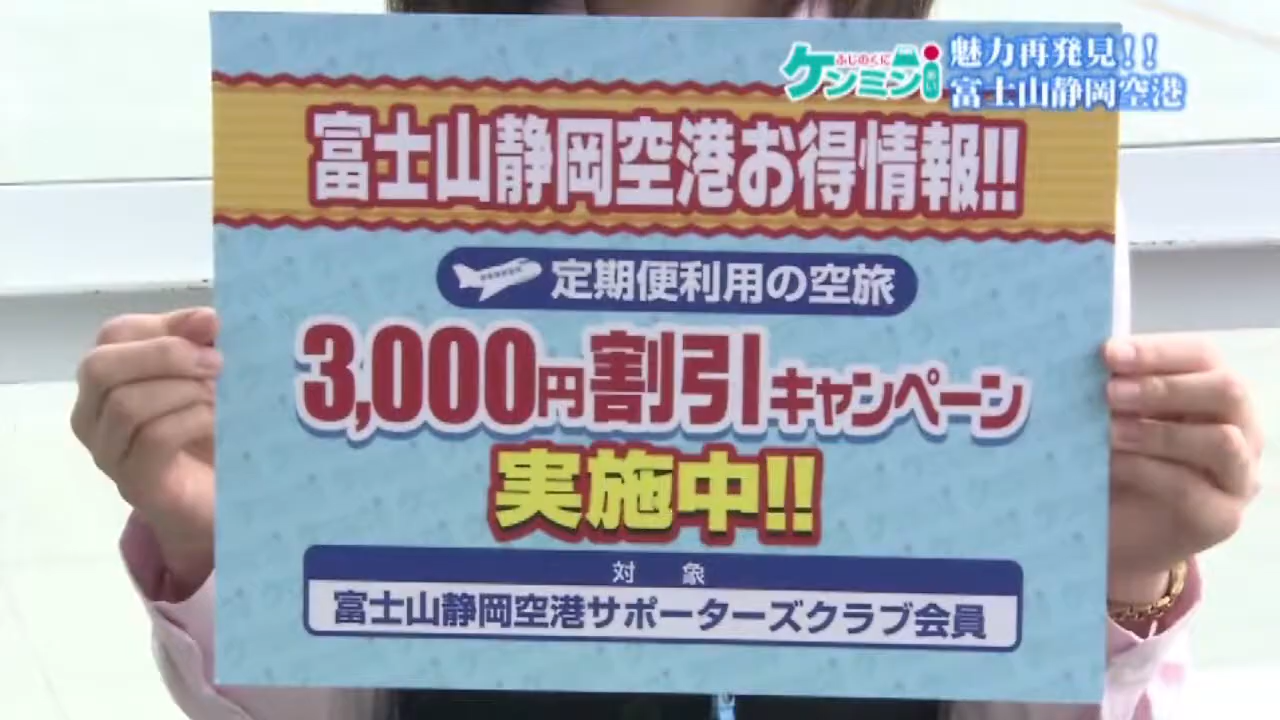 ふじのくに
ケンミンi
魅力再発見!!
富士山静岡空港
富士山静岡空港お得情報!!
定期便利用の空旅
3,000円割引キャンペーン
実施中!!
対象
富士山静岡空港サポーターズクラブ会員